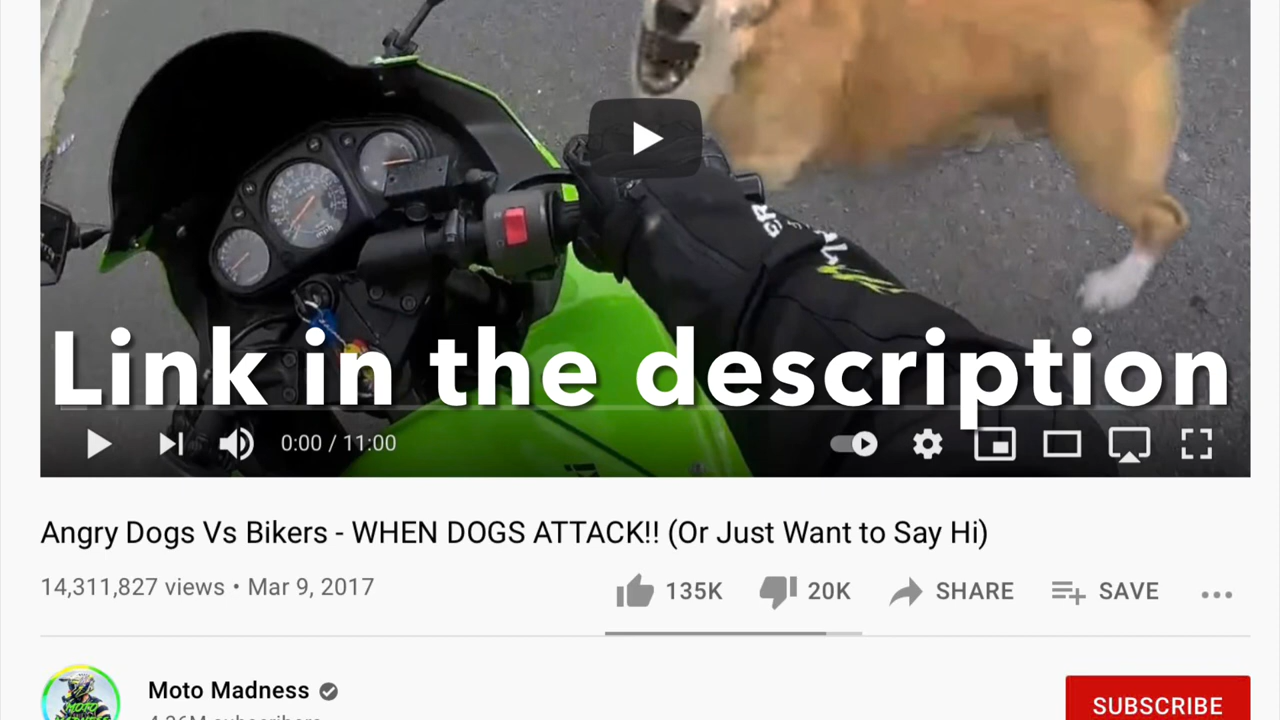 Link in the description
0:00 / 11:00
Angry Dogs Vs Bikers - WHEN DOGS ATTACK!! (Or Just Want to Say Hi)
14,311,827 views • Mar 9, 2017
135K
20K
SHARE
SAVE
Moto Madness
SUBSCRIBE